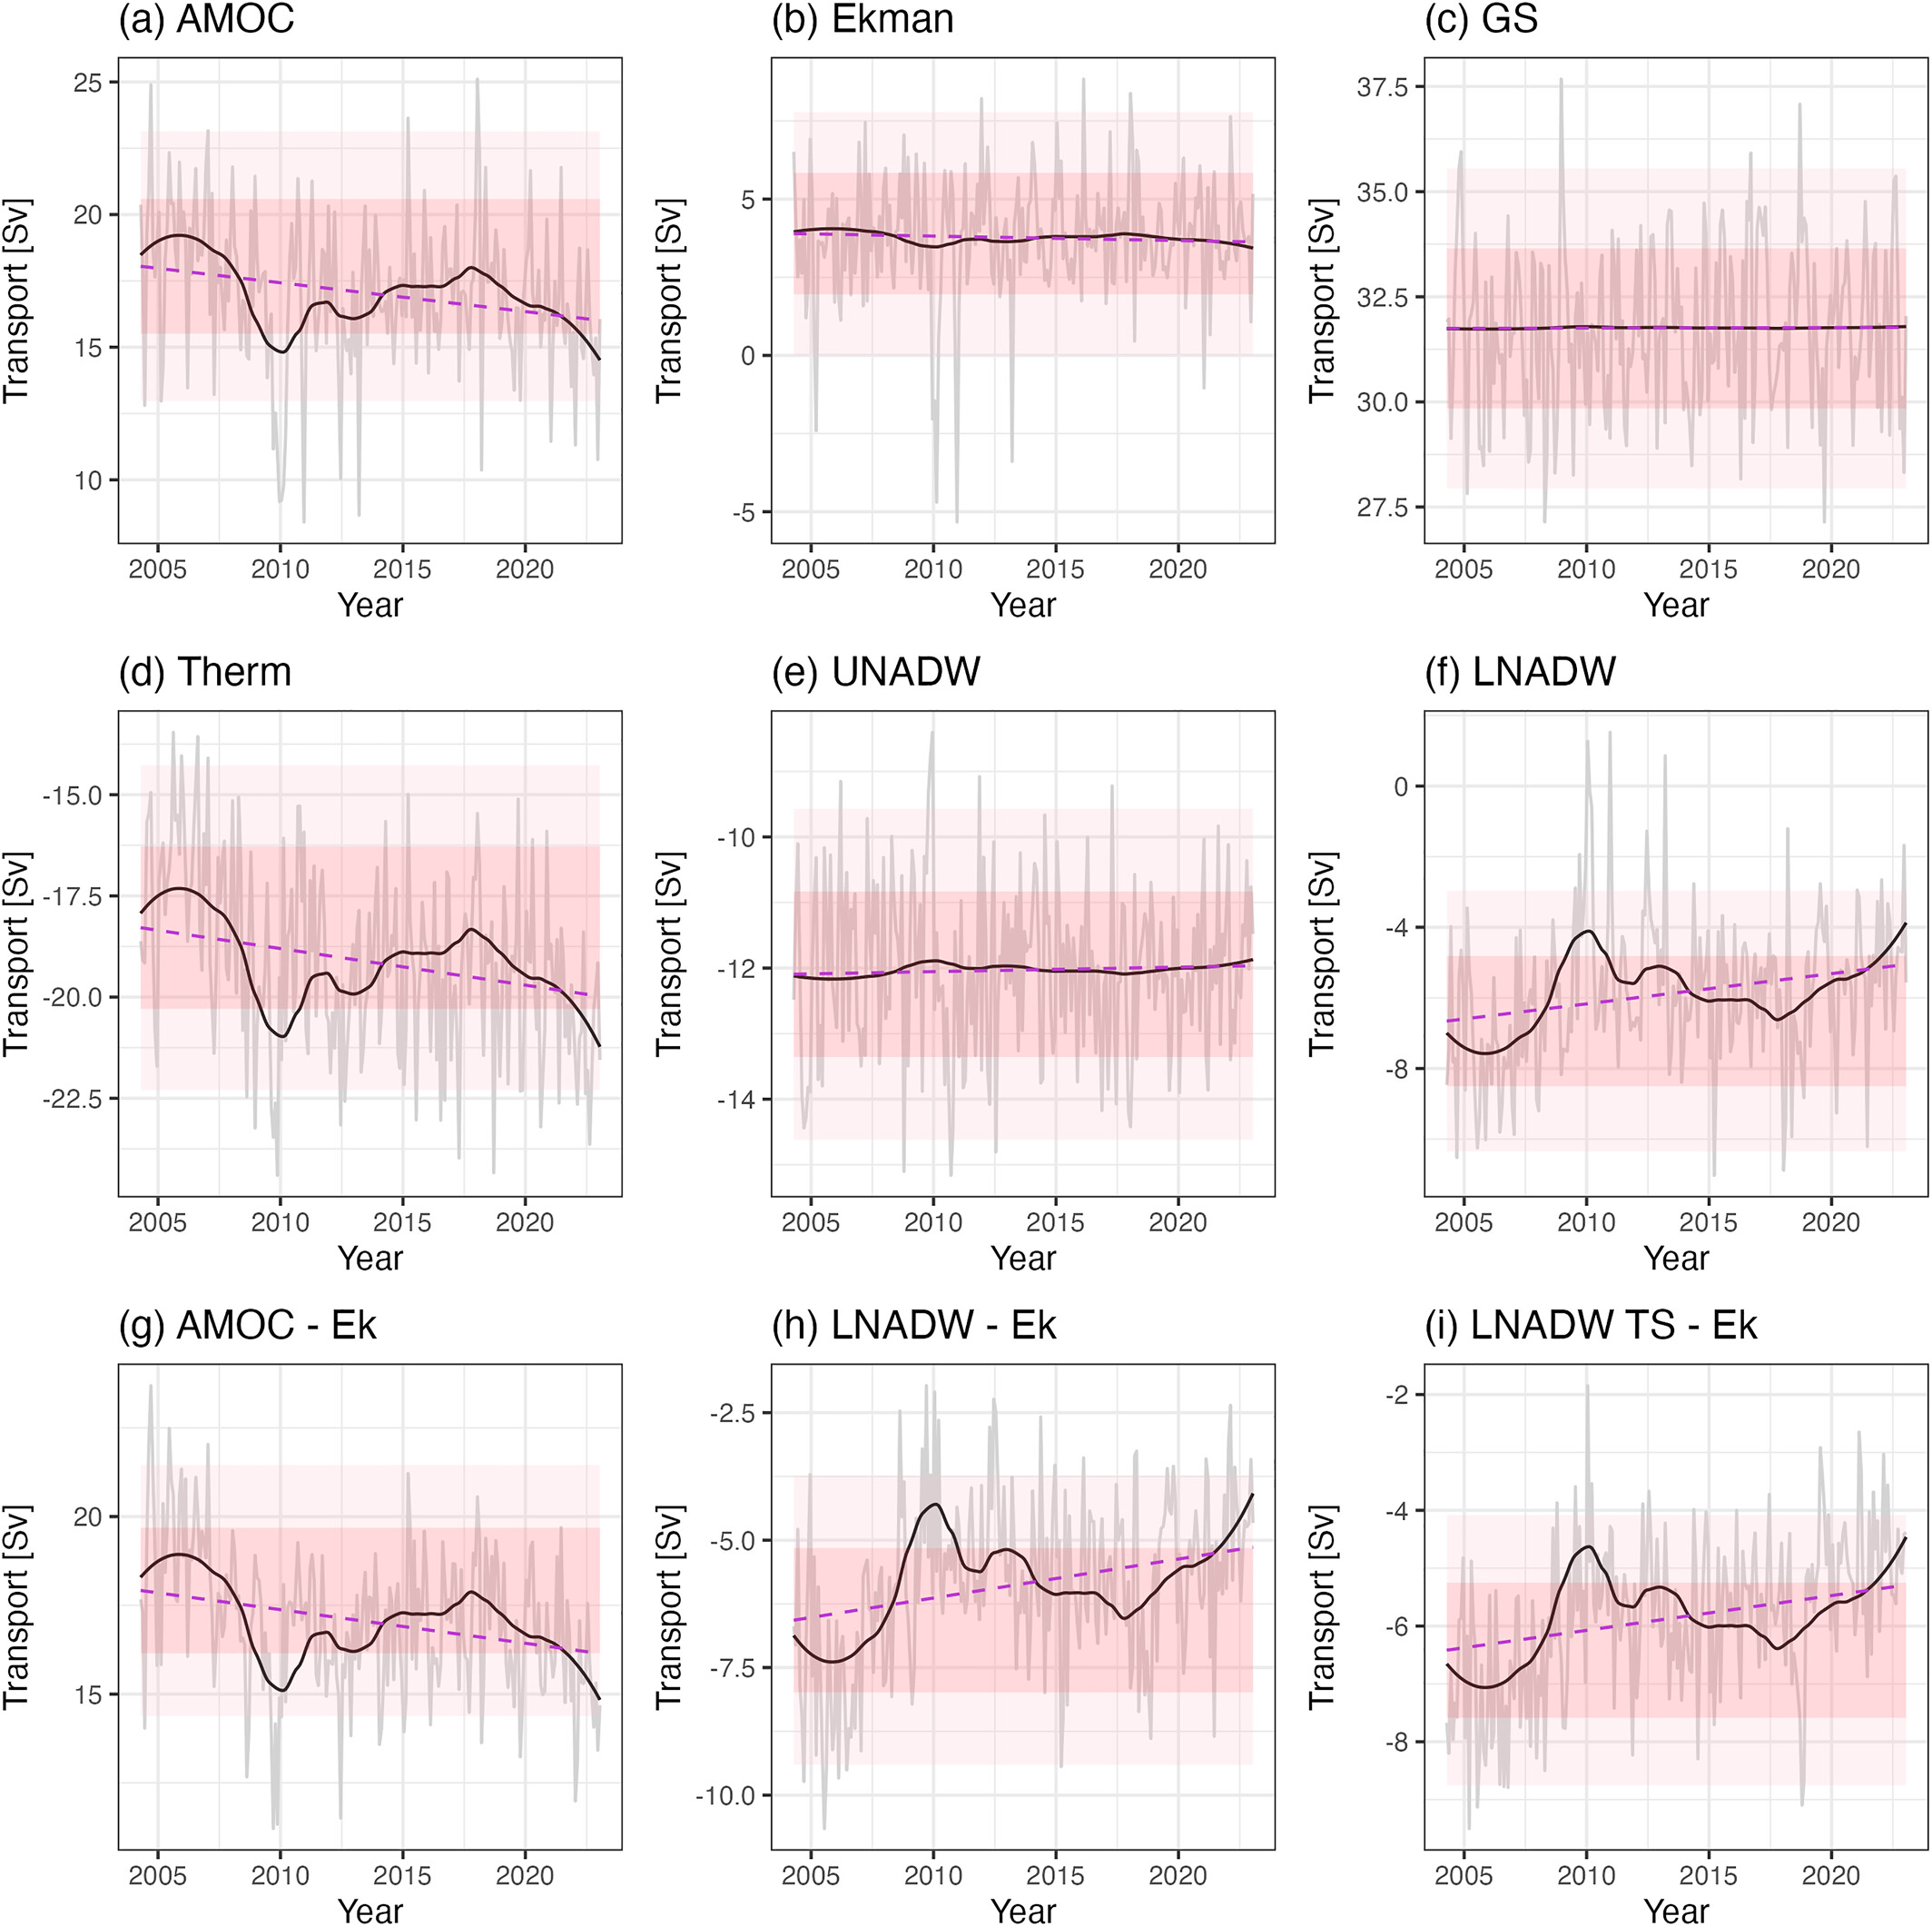 (a) AMOC
Transport [Sv]
25
20
15
10
2005 2010 2015 2020
Year
(b) Ekman
Transport [Sv]
5
0
-5
2005 2010 2015 2020
Year
(c) GS
Transport [Sv]
37.5
35.0
32.5
30.0
27.5
2005 2010 2015 2020
Year
(d) Therm
Transport [Sv]
-15.0
-17.5
-20.0
-22.5
2005 2010 2015 2020
Year
(e) UNADW
Transport [Sv]
-10
-12
-14
2005 2010 2015 2020
Year
(f) LNADW
Transport [Sv]
0
-4
-8
2005 2010 2015 2020
Year
(g) AMOC - Ek
Transport [Sv]
20
15
2005 2010 2015 2020
Year
(h) LNADW - Ek
Transport [Sv]
-2.5
-5.0
-7.5
-10.0
2005 2010 2015 2020
Year
(i) LNADW TS - Ek
Transport [Sv]
-2
-4
-6
-8
2005 2010 2015 2020
Year